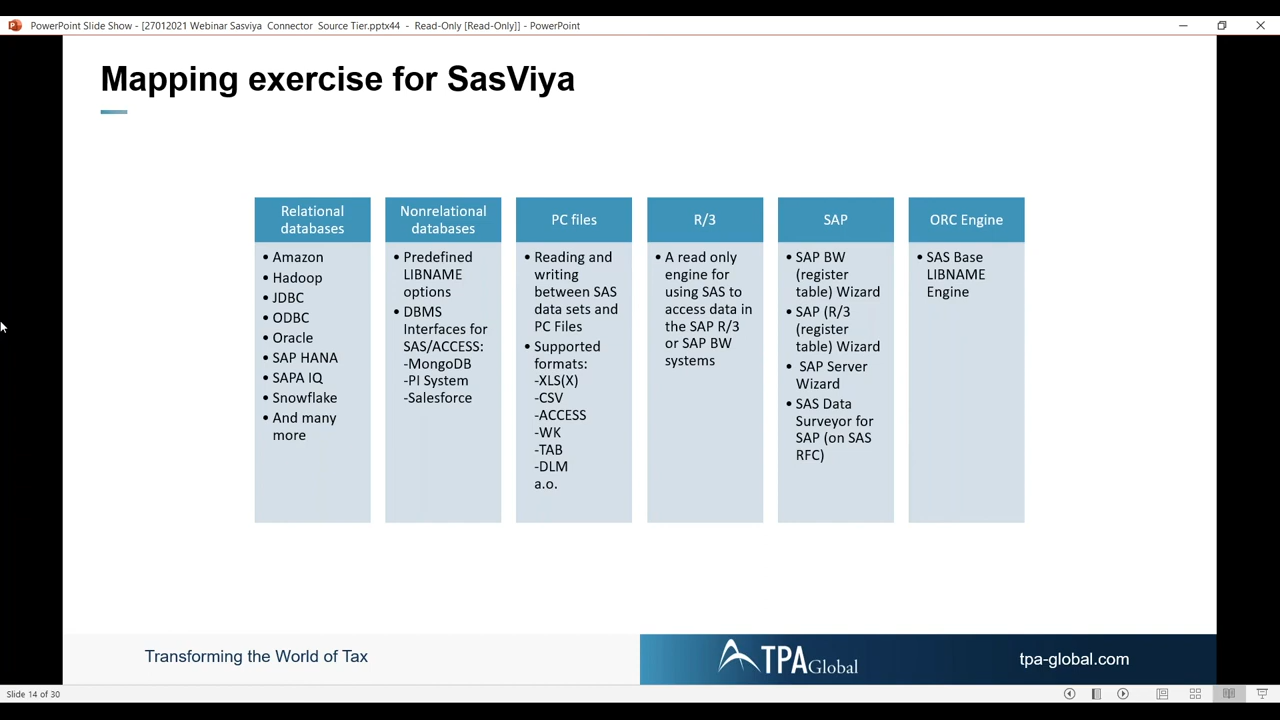 PowerPoint Slide Show - [27012021 Webinar Sasviya Connector Source Tier.pptx44 - Read-Only [Read-Only]] - PowerPoint
Mapping exercise for SasViya
Relational
databases
• Amazon
• Hadoop
• JDBC
• ODBC
• Oracle
• SAP HANA
• SAPA IQ
• Snowflake
• And many
more
Nonrelational
databases
• Predefined
LIBNAME
options
• DBMS
Interfaces for
SAS/ACCESS:
-MongoDB
-PI System
-Salesforce
PC files
• Reading and
writing
between SAS
data sets and
PC Files
• Supported
formats:
-XLS(X)
-CSV
-ACCESS
-WK
-TAB
-DLM
a.o.
R/3
• A read only
engine for
using SAS to
access data in
the SAP R/3
or SAP BW
systems
SAP
• SAP BW
(register
table) Wizard
• SAP (R/3
(register
table) Wizard
• SAP Server
Wizard
• SAS Data
Surveyor for
SAP (on SAS
RFC)
ORC Engine
• SAS Base
LIBNAME
Engine
Transforming the World of Tax
TPA Global
tpa-global.com
Slide 14 of 30